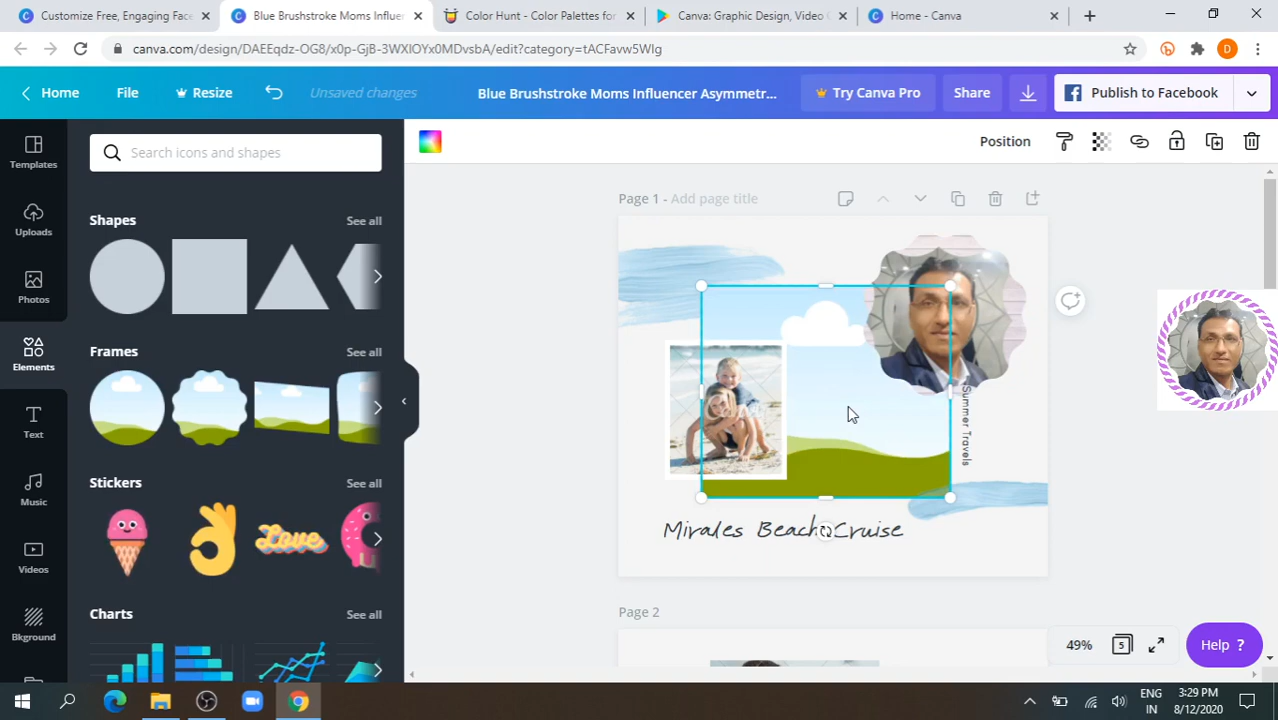 Customize Free, Engaging Face
Blue Brushstroke Moms Influer
Color Hunt - Color Palettes for
Canva: Graphic Design, Video C
Home - Canva
canva.com/design/DAEEqdz-OG8/x0p-GjB-3WXIOYx0MDvsbA/edit?category=tACFavw5Wlg
D
Home
File
Resize
Unsaved changes
Blue Brushstroke Moms Influencer Asymmetr...
Try Canva Pro
Share
Publish to Facebook
Position
Templates
Uploads
Photos
Elements
Text
Music
Videos
Bkground
Search icons and shapes
Shapes
See all
Frames
See all
Stickers
See all
Love
Charts
See all
Page 1 - Add page title
Summer Travels
Mirales Beach Cruise
Page 2
49%
5
Help ?
ENG
IN
3:29 PM
8/12/2020